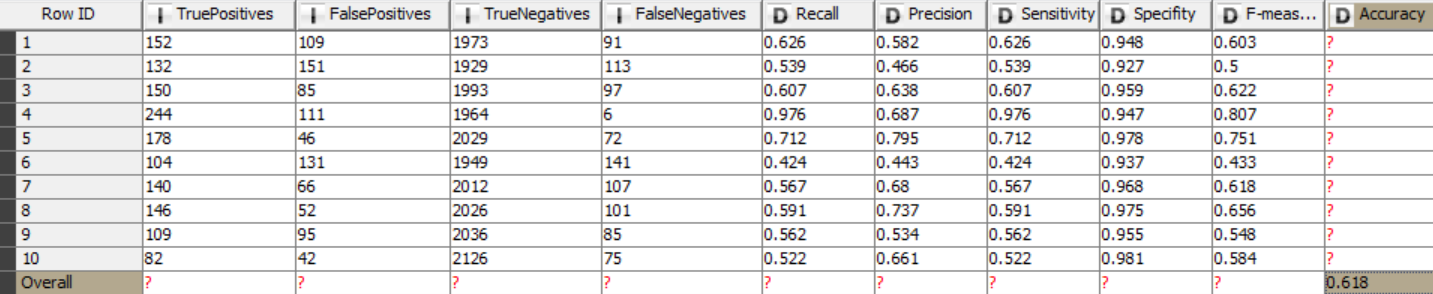 Row ID TruePositives FalsePositives TrueNegatives FalseNegatives D Recall D Precision D Sensitivity D Specifity D F-meas... D Accuracy
1 152 109 1973 91 0.626 0.582 0.626 0.948 0.603 ?
2 132 151 1929 113 0.539 0.466 0.539 0.927 0.5 ?
3 150 85 1993 97 0.607 0.638 0.607 0.959 0.622 ?
4 244 111 1964 6 0.976 0.687 0.976 0.947 0.807 ?
5 178 46 2029 72 0.712 0.795 0.712 0.978 0.751 ?
6 104 131 1949 141 0.424 0.443 0.424 0.937 0.433 ?
7 140 66 2012 107 0.567 0.68 0.567 0.968 0.618 ?
8 146 52 2026 101 0.591 0.737 0.591 0.975 0.656 ?
9 109 95 2036 85 0.562 0.534 0.562 0.955 0.548 ?
10 82 42 2126 75 0.522 0.661 0.522 0.981 0.584 ?
Overall ? ? ? ? ? ? ? ? ? 0.618